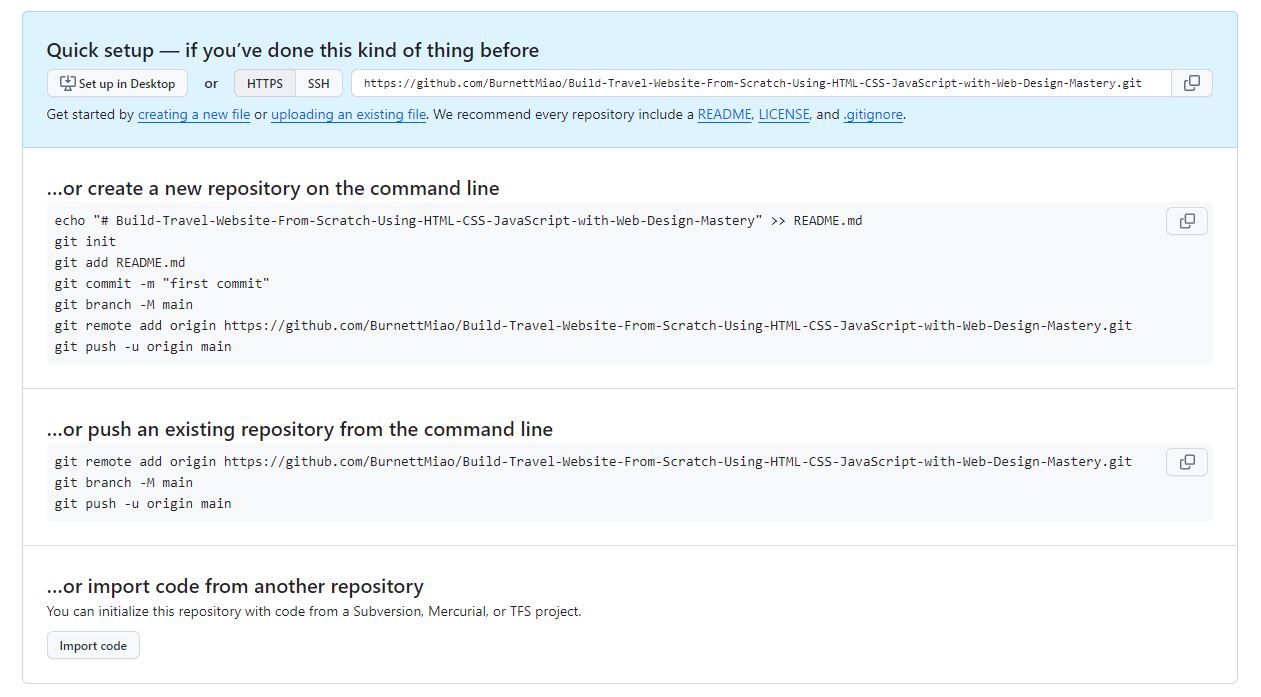 Quick setup — if you’ve done this kind of thing before
Set up in Desktop or HTTPS SSH https://github.com/BurnettMiao/Build-Travel-Website-From-Scratch-Using-HTML-CSS-JavaScript-with-Web-Design-Mastery.git
Get started by creating a new file or uploading an existing file. We recommend every repository include a README, LICENSE, and .gitignore.
…or create a new repository on the command line
echo "# Build-Travel-Website-From-Scratch-Using-HTML-CSS-JavaScript-with-Web-Design-Mastery" >> README.md
git init
git add README.md
git commit -m "first commit"
git branch -M main
git remote add origin https://github.com/BurnettMiao/Build-Travel-Website-From-Scratch-Using-HTML-CSS-JavaScript-with-Web-Design-Mastery.git
git push -u origin main
…or push an existing repository from the command line
git remote add origin https://github.com/BurnettMiao/Build-Travel-Website-From-Scratch-Using-HTML-CSS-JavaScript-with-Web-Design-Mastery.git
git branch -M main
git push -u origin main
…or import code from another repository
You can initialize this repository with code from a Subversion, Mercurial, or TFS project.
Import code